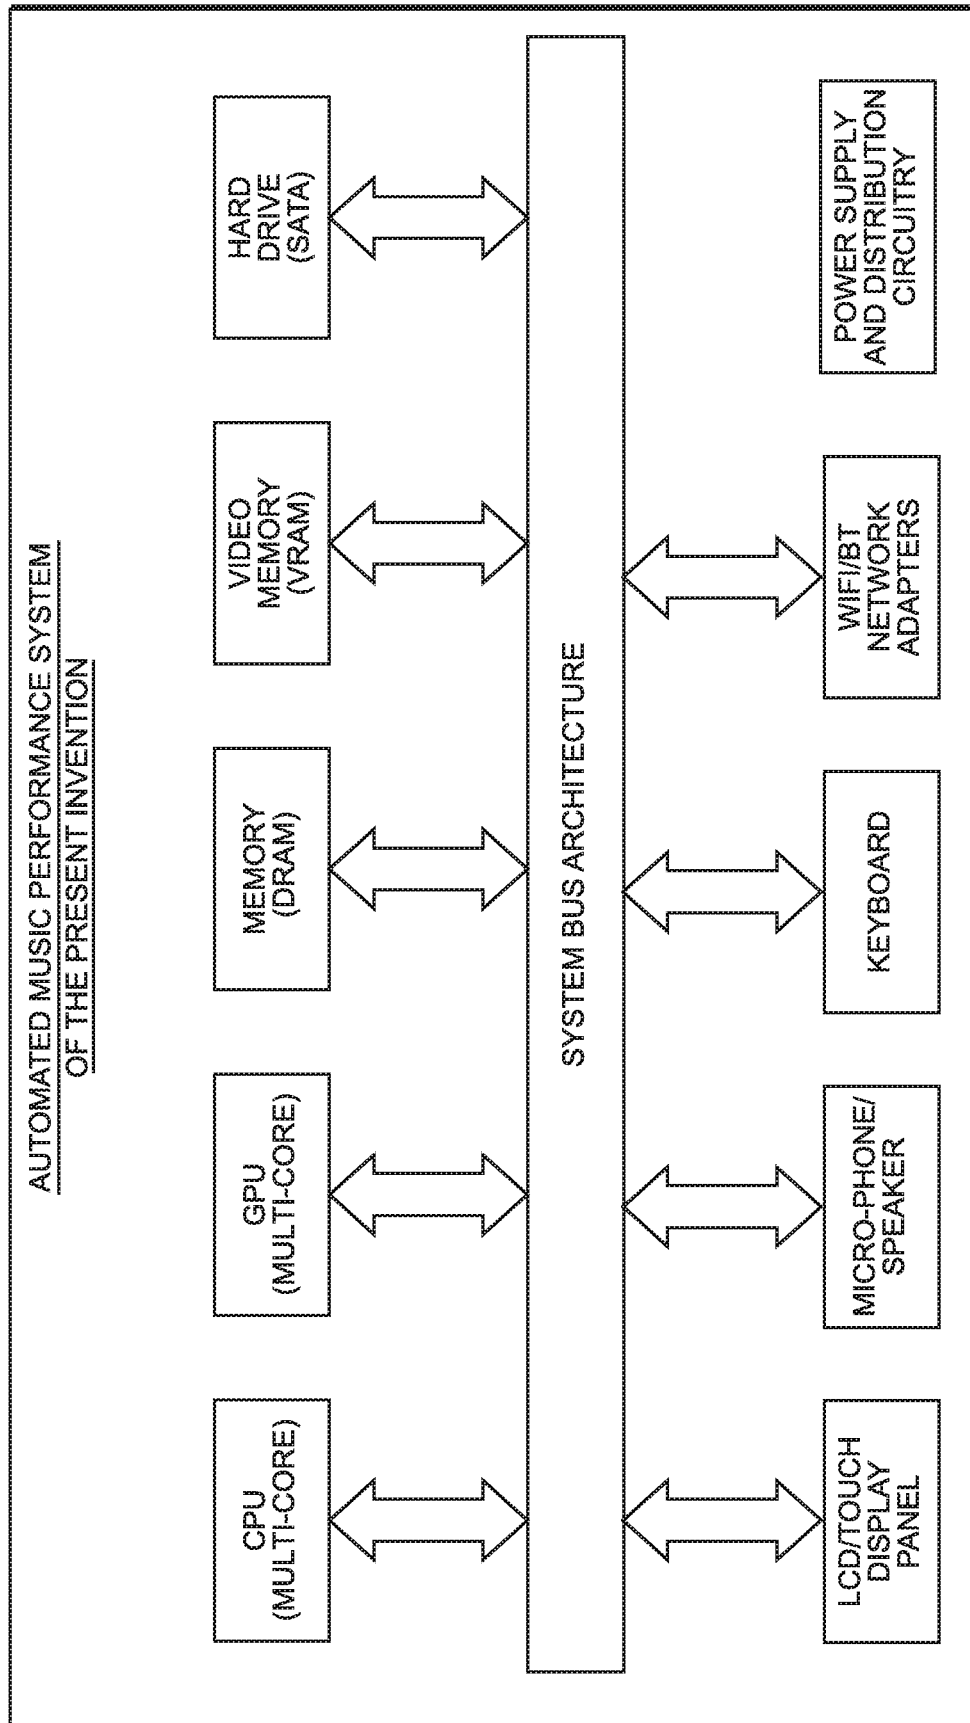 AUTOMATED MUSIC PERFORMANCE SYSTEM
OF THE PRESENT INVENTION
CPU
(MULTI-CORE)
GPU
(MULTI-CORE)
MEMORY
(DRAM)
VIDEO
MEMORY
(VRAM)
HARD
DRIVE
(SATA)
SYSTEM BUS ARCHITECTURE
LCD/TOUCH
DISPLAY
PANEL
MICRO-PHONE/
SPEAKER
KEYBOARD
WIFI/BT
NETWORK
ADAPTERS
POWER SUPPLY
AND DISTRIBUTION
CIRCUITRY